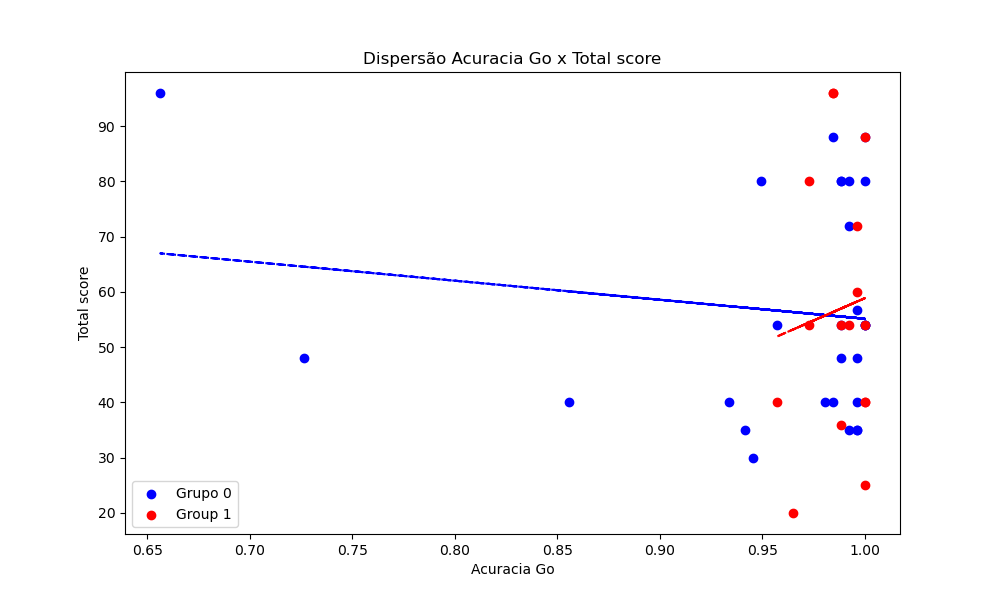 Dispersão Acuracia Go x Total score
Total score
90
80
70
60
50
40
30
20
Grupo 0
Group 1
0.65 0.70 0.75 0.80 0.85 0.90 0.95 1.00
Acuracia Go